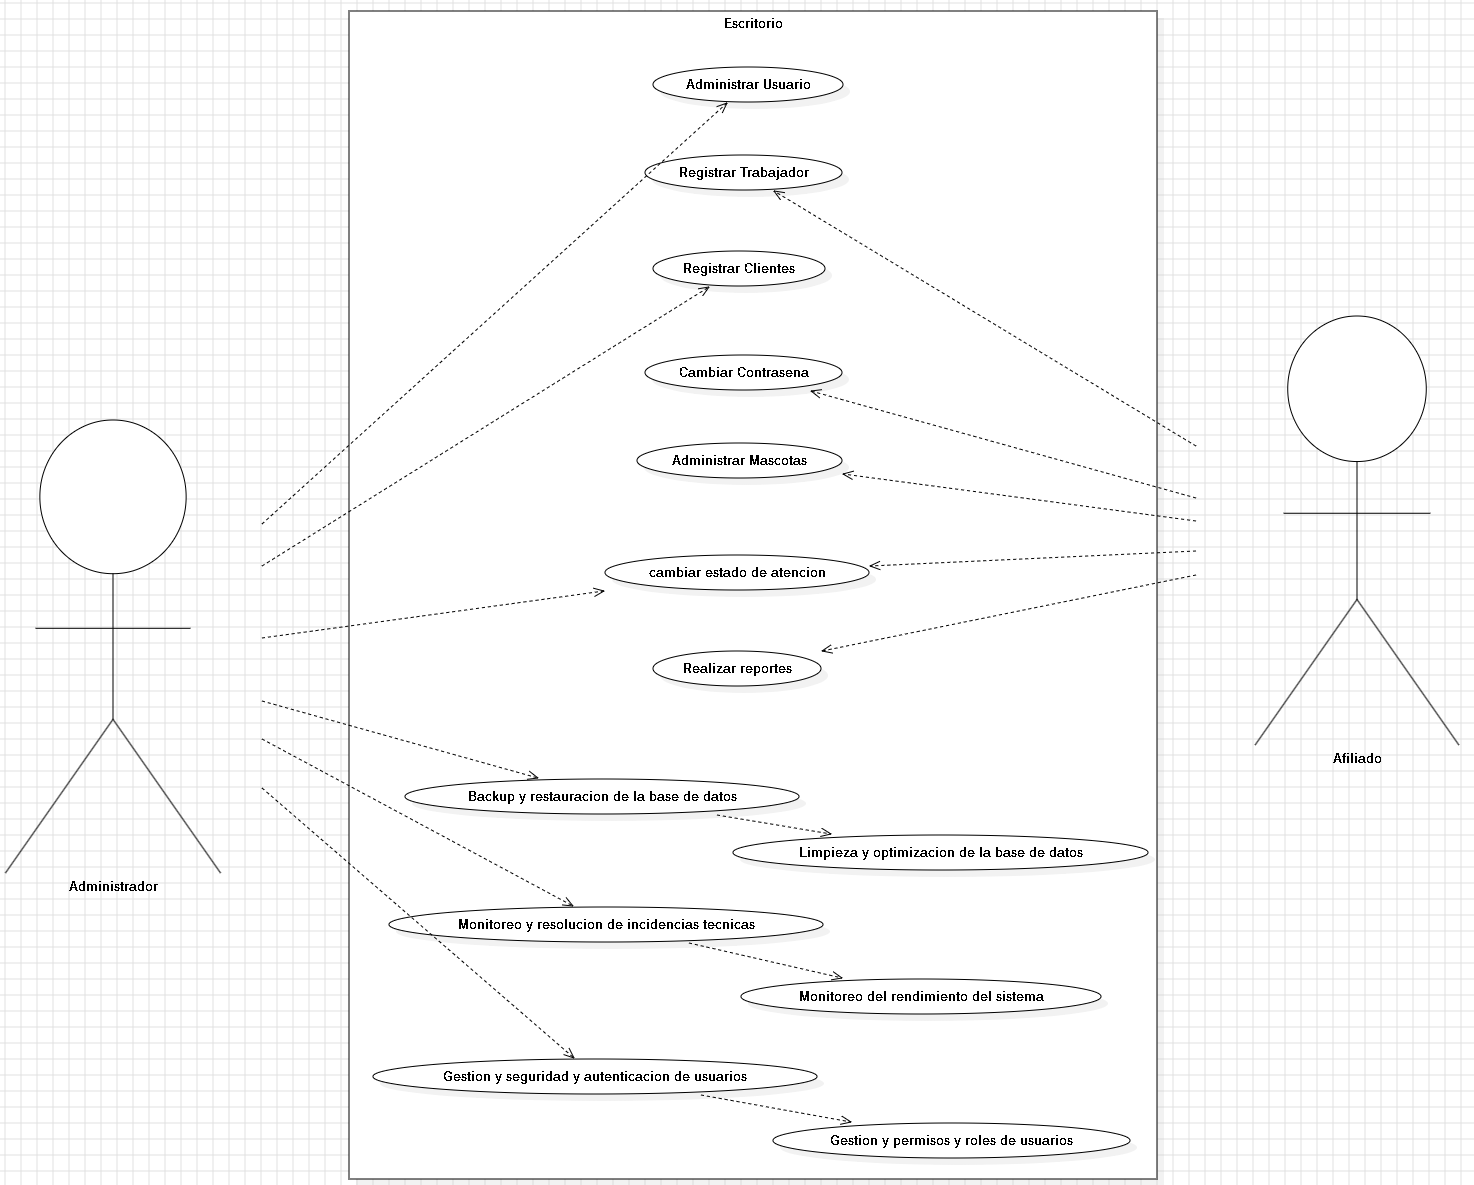 Escritorio
Administrar Usuario
Registrar Trabajador
Registrar Clientes
Cambiar Contrasena
Administrar Mascotas
cambiar estado de atencion
Realizar reportes
Afiliado
Backup y restauracion de la base de datos
Limpieza y optimizacion de la base de datos
Administrador
Monitoreo y resolucion de incidencias tecnicas
Monitoreo del rendimiento del sistema
Gestion y seguridad y autenticacion de usuarios
Gestion y permisos y roles de usuarios